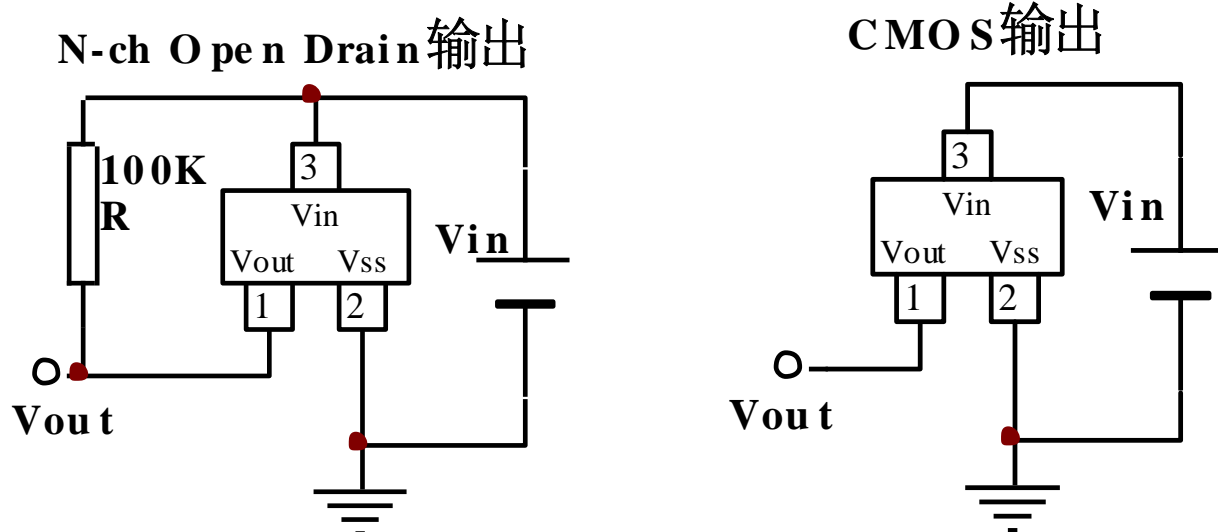 N-ch Open Drain输出
100K
R
3
Vin
Vout Vss
1 2
Vin
Vout
CMOS输出
3
Vin
Vout Vss
1 2
Vin
Vout